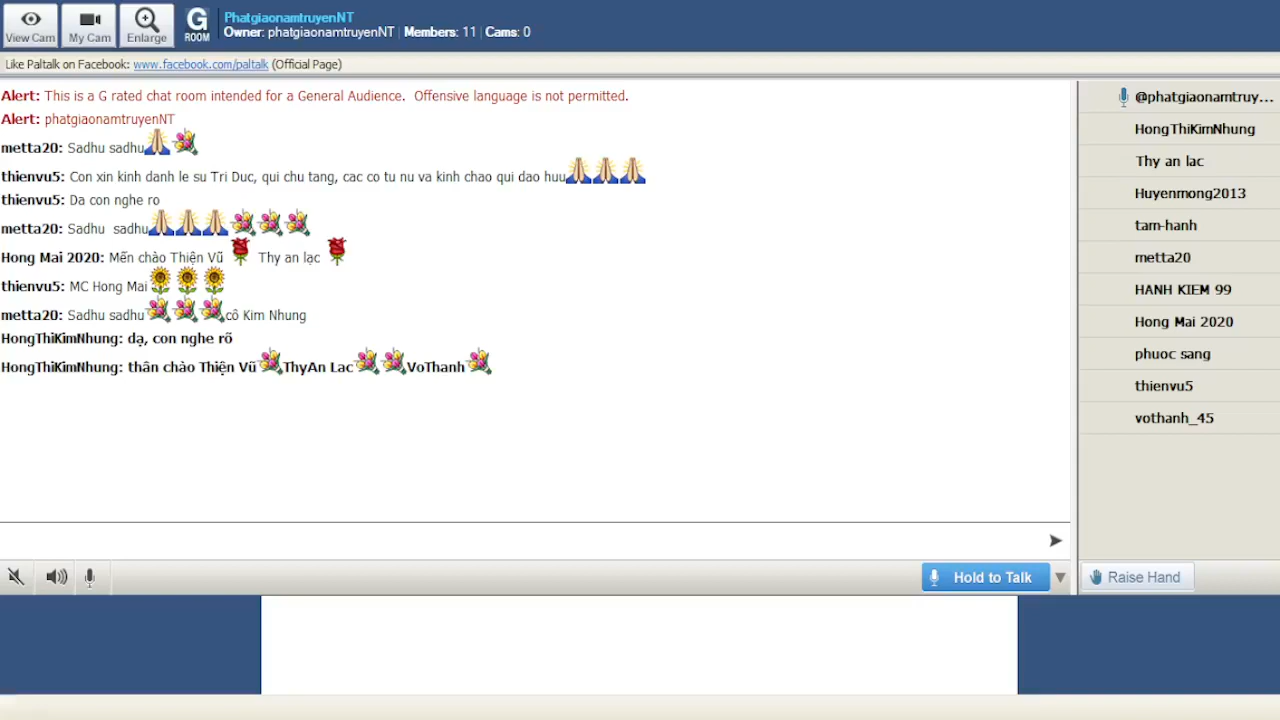 View Cam
My Cam
Enlarge
G
ROOM
PhatgiaonamtruyenNT
Owner: phatgiaonamtruyenNT | Members: 11 | Cams: 0
Like Paltalk on Facebook: www.facebook.com/paltalk (Official Page)
Alert: This is a G rated chat room intended for a General Audience.  Offensive language is not permitted.
Alert: phatgiaonamtruyenNT
metta20: Sadhu sadhu
thienvu5: Con xin kinh danh le su Tri Duc, qui chu tang, cac co tu nu va kinh chao qui dao huu
thienvu5: Da con nghe ro
metta20: Sadhu  sadhu
Hong Mai 2020: Mến chào Thiện Vũ Thy an lạc
thienvu5: MC Hong Mai
metta20: Sadhu sadhu cô Kim Nhung
HongThiKimNhung: dạ, con nghe rõ
HongThiKimNhung: thân chào Thiện Vũ ThyAn Lac VoThanh
@phatgiaonamtruy...
HongThiKimNhung
Thy an lac
Huyenmong2013
tam-hanh
metta20
HANH KIEM 99
Hong Mai 2020
phuoc sang
thienvu5
vothanh_45
Hold to Talk
Raise Hand